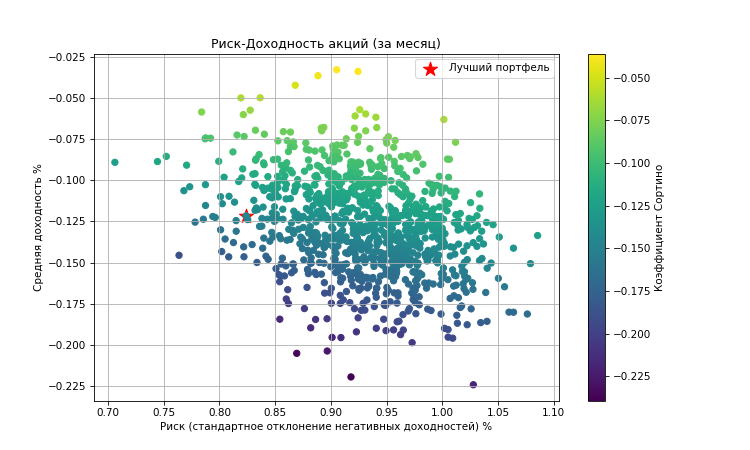 Риск-Доходность акций (за месяц)
Лучший портфель
Средняя доходность %
−0.025
−0.050
−0.075
−0.100
−0.125
−0.150
−0.175
−0.200
−0.225
0.70 0.75 0.80 0.85 0.90 0.95 1.00 1.05 1.10
Риск (стандартное отклонение негативных доходностей) %
−0.050
−0.075
−0.100
−0.125
−0.150
−0.175
−0.200
−0.225
Коэффициент Сортино